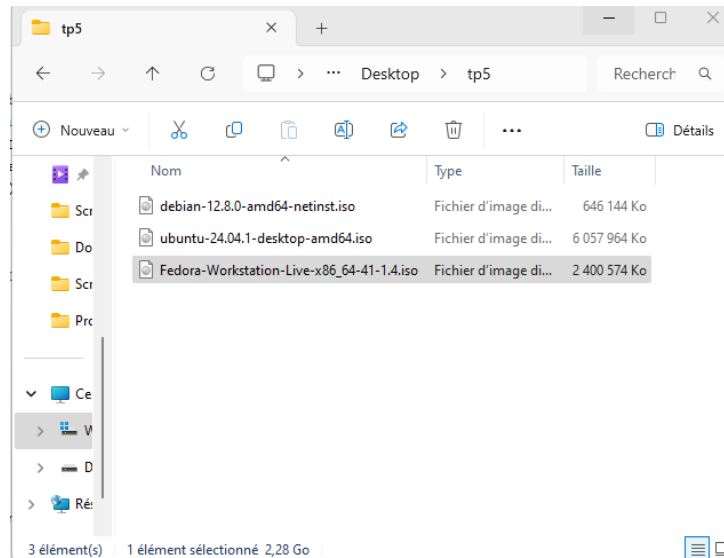 tp5
Desktop
tp5
Recherch
Nouveau
Détails
Nom
Type
Taille
Scr
debian-12.8.0-amd64-netinst.iso
Fichier d'image di...
646 144 Ko
Do
ubuntu-24.04.1-desktop-amd64.iso
Fichier d'image di...
6 057 964 Ko
Scr
Fedora-Workstation-Live-x86_64-41-1.4.iso
Fichier d'image di...
2 400 574 Ko
Pro
Ce
W
D
Rés
3 élément(s)
1 élément sélectionné 2,28 Go